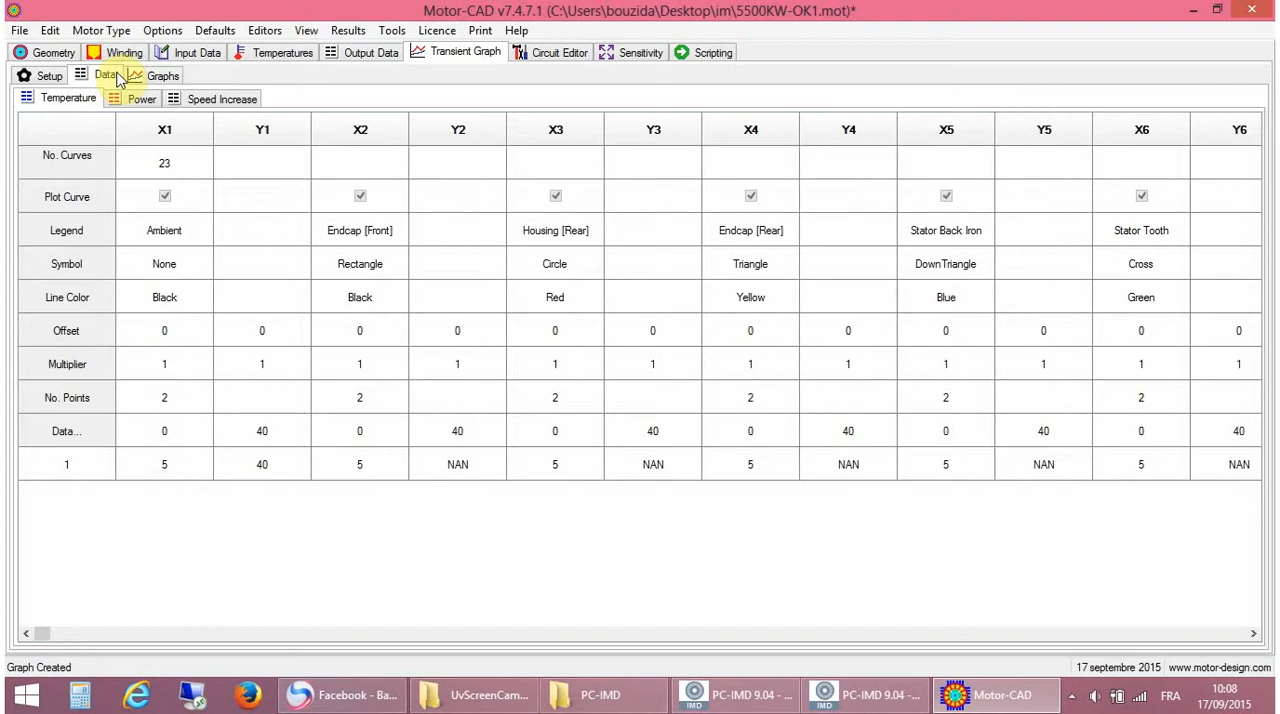 Motor-CAD v7.4.7.1 (C:\Users\bouzida\Desktop\im\5500KW-OK1.mot)*
File Edit Motor Type Options Defaults Editors View Results Tools Licence Print Help
Geometry Winding Input Data Temperatures Output Data Transient Graph Circuit Editor Sensitivity Scripting
Setup Data Graphs
Temperature Power Speed Increase
X1 Y1 X2 Y2 X3 Y3 X4 Y4 X5 Y5 X6 Y6
No. Curves 23
Plot Curve
Legend Ambient Endcap [Front] Housing [Rear] Endcap [Rear] Stator Back Iron Stator Tooth
Symbol None Rectangle Circle Triangle DownTriangle Cross
Line Color Black Black Red Yellow Blue Green
Offset 0 0 0 0 0 0 0 0 0 0 0 0
Multiplier 1 1 1 1 1 1 1 1 1 1 1 1
No. Points 2 2 2 2 2 2
Data... 0 40 0 40 0 40 0 40 0 40 0 40
1 5 40 5 NAN 5 NAN 5 NAN 5 NAN 5 NAN
Graph Created 17 septembre 2015 www.motor-design.com
Facebook - Ba... UvScreenCam... PC-IMD IMD PC-IMD 9.04 - ... IMD PC-IMD 9.04 -... Motor-CAD FR 10:08
17/09/2015